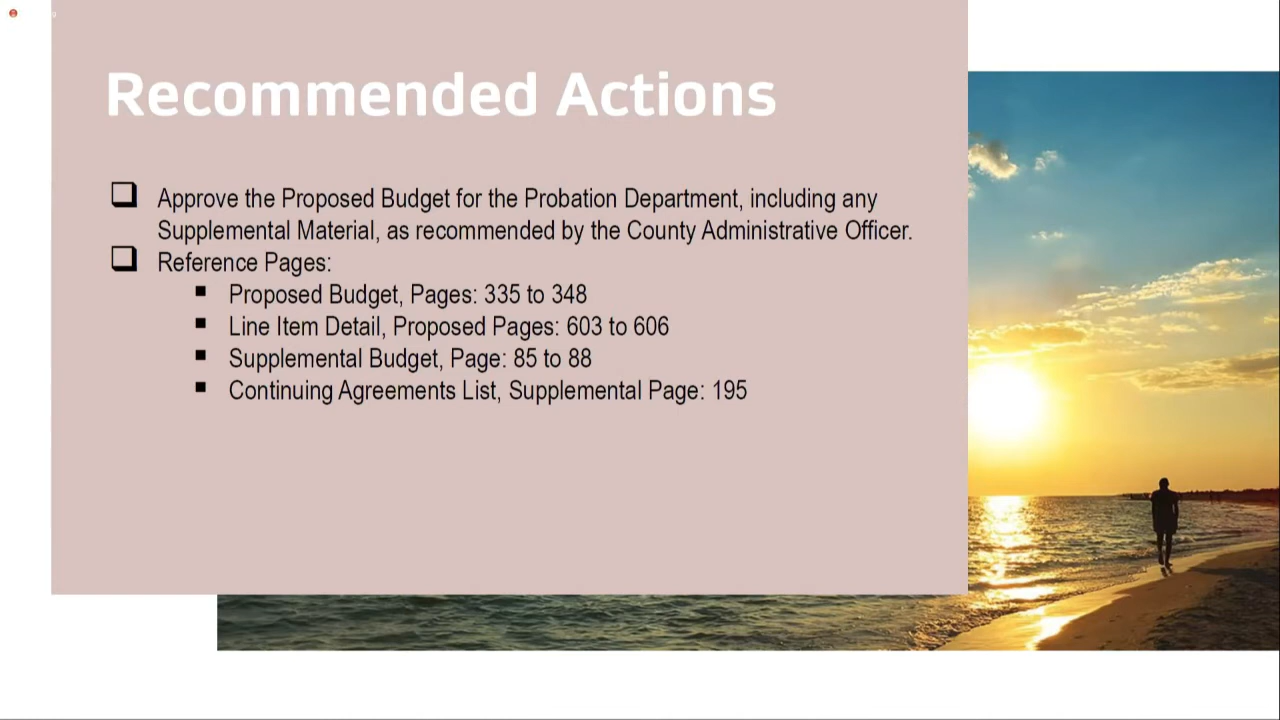 Recommended Actions
Approve the Proposed Budget for the Probation Department, including any
Supplemental Material, as recommended by the County Administrative Officer.
Reference Pages:
Proposed Budget, Pages: 335 to 348
Line Item Detail, Proposed Pages: 603 to 606
Supplemental Budget, Page: 85 to 88
Continuing Agreements List, Supplemental Page: 195